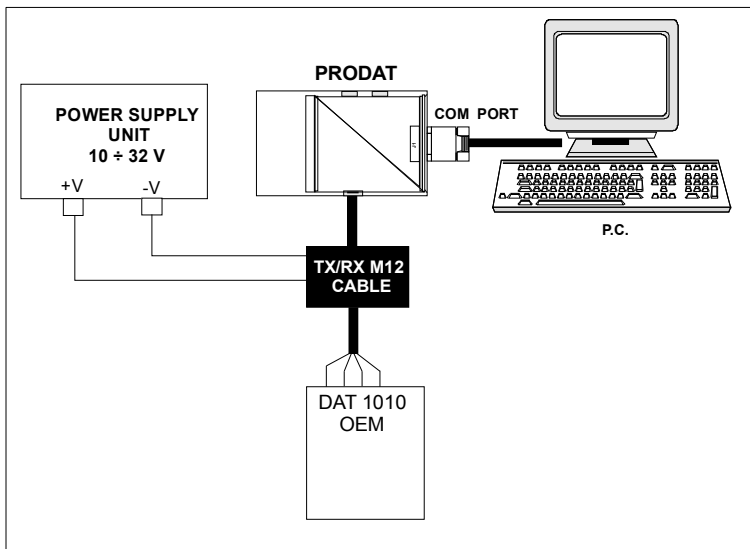 POWER SUPPLY
UNIT
10 ÷ 32 V
+V
-V
PRODAT
COM PORT
P.C.
TX/RX M12
CABLE
DAT 1010
OEM